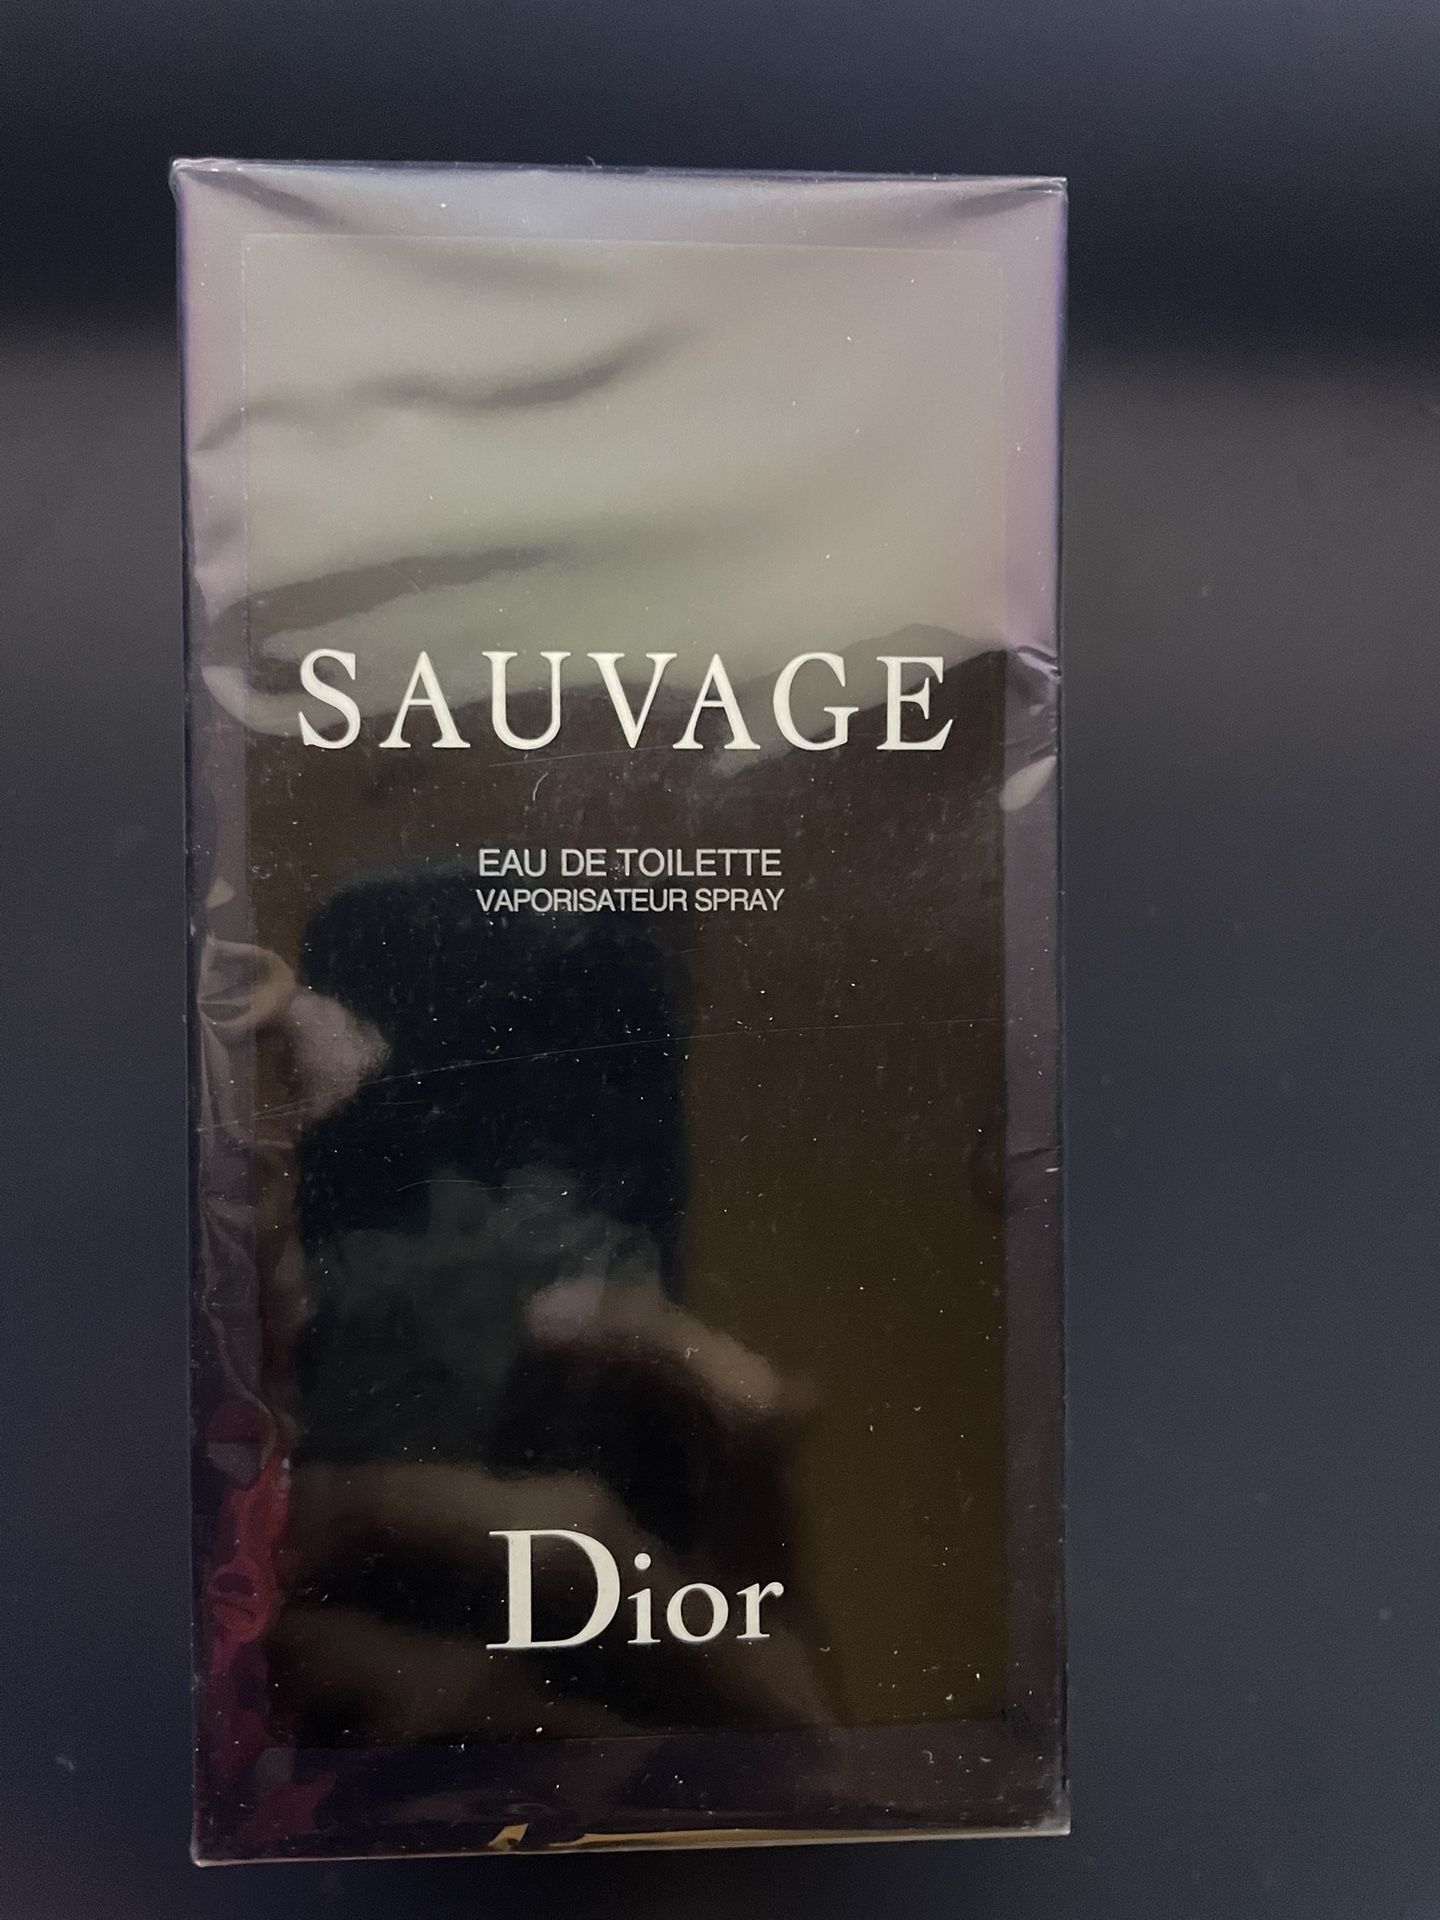 SAUVAGE
EAU DE TOILETTE
VAPORISATEUR SPRAY
Dior